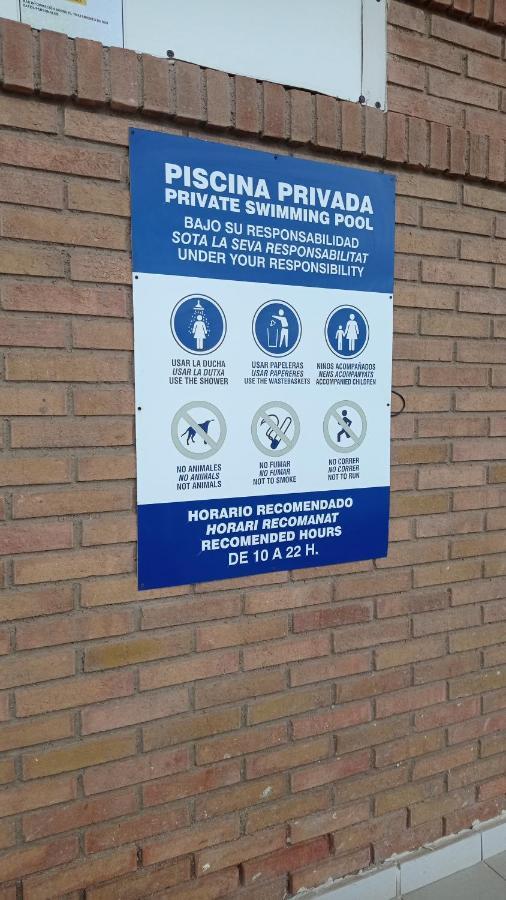 PISCINA PRIVADA
PRIVATE SWIMMING POOL
BAJO SU RESPONSABILIDAD
SOTA LA SEVA RESPONSABILITAT
UNDER YOUR RESPONSIBILITY
USAR LA DUCHA
USAR LA DUTXA
USE THE SHOWER
USAR PAPELERAS
USAR PAPERERES
USE THE WASTEBASKETS
NIÑOS ACOMPAÑADOS
NENS ACOMPANYATS
ACCOMPANIED CHILDREN
NO ANIMALES
NO ANIMALS
NOT ANIMALS
NO FUMAR
NO FUMAR
NOT TO SMOKE
NO CORRER
NO CORRER
NOT TO RUN
HORARIO RECOMENDADO
HORARI RECOMANAT
RECOMENDED HOURS
DE 10 A 22 H.